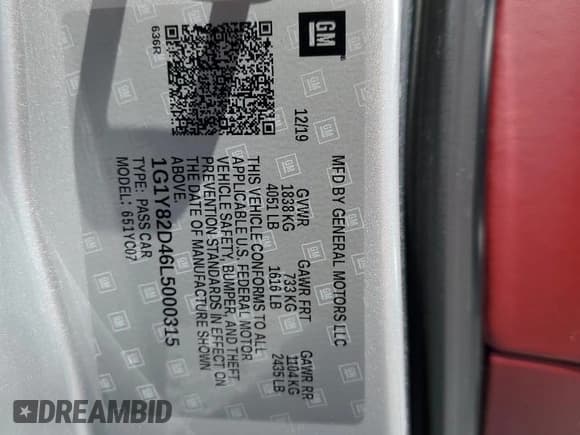 GM
636R
MFD BY GENERAL MOTORS LLC
12/19
GVWR GAWR FRT GAWR RR
1838 KG 733 KG 1104 KG
4051 LB 1616 LB 2435 LB
THIS VEHICLE CONFORMS TO ALL
APPLICABLE U.S. FEDERAL MOTOR
VEHICLE SAFETY, BUMPER, AND THEFT
PREVENTION STANDARDS IN EFFECT ON
THE DATE OF MANUFACTURE SHOWN
ABOVE.
1G1Y82D46L5000315
TYPE: PASS CAR
MODEL: 651YC07
DREAMBID